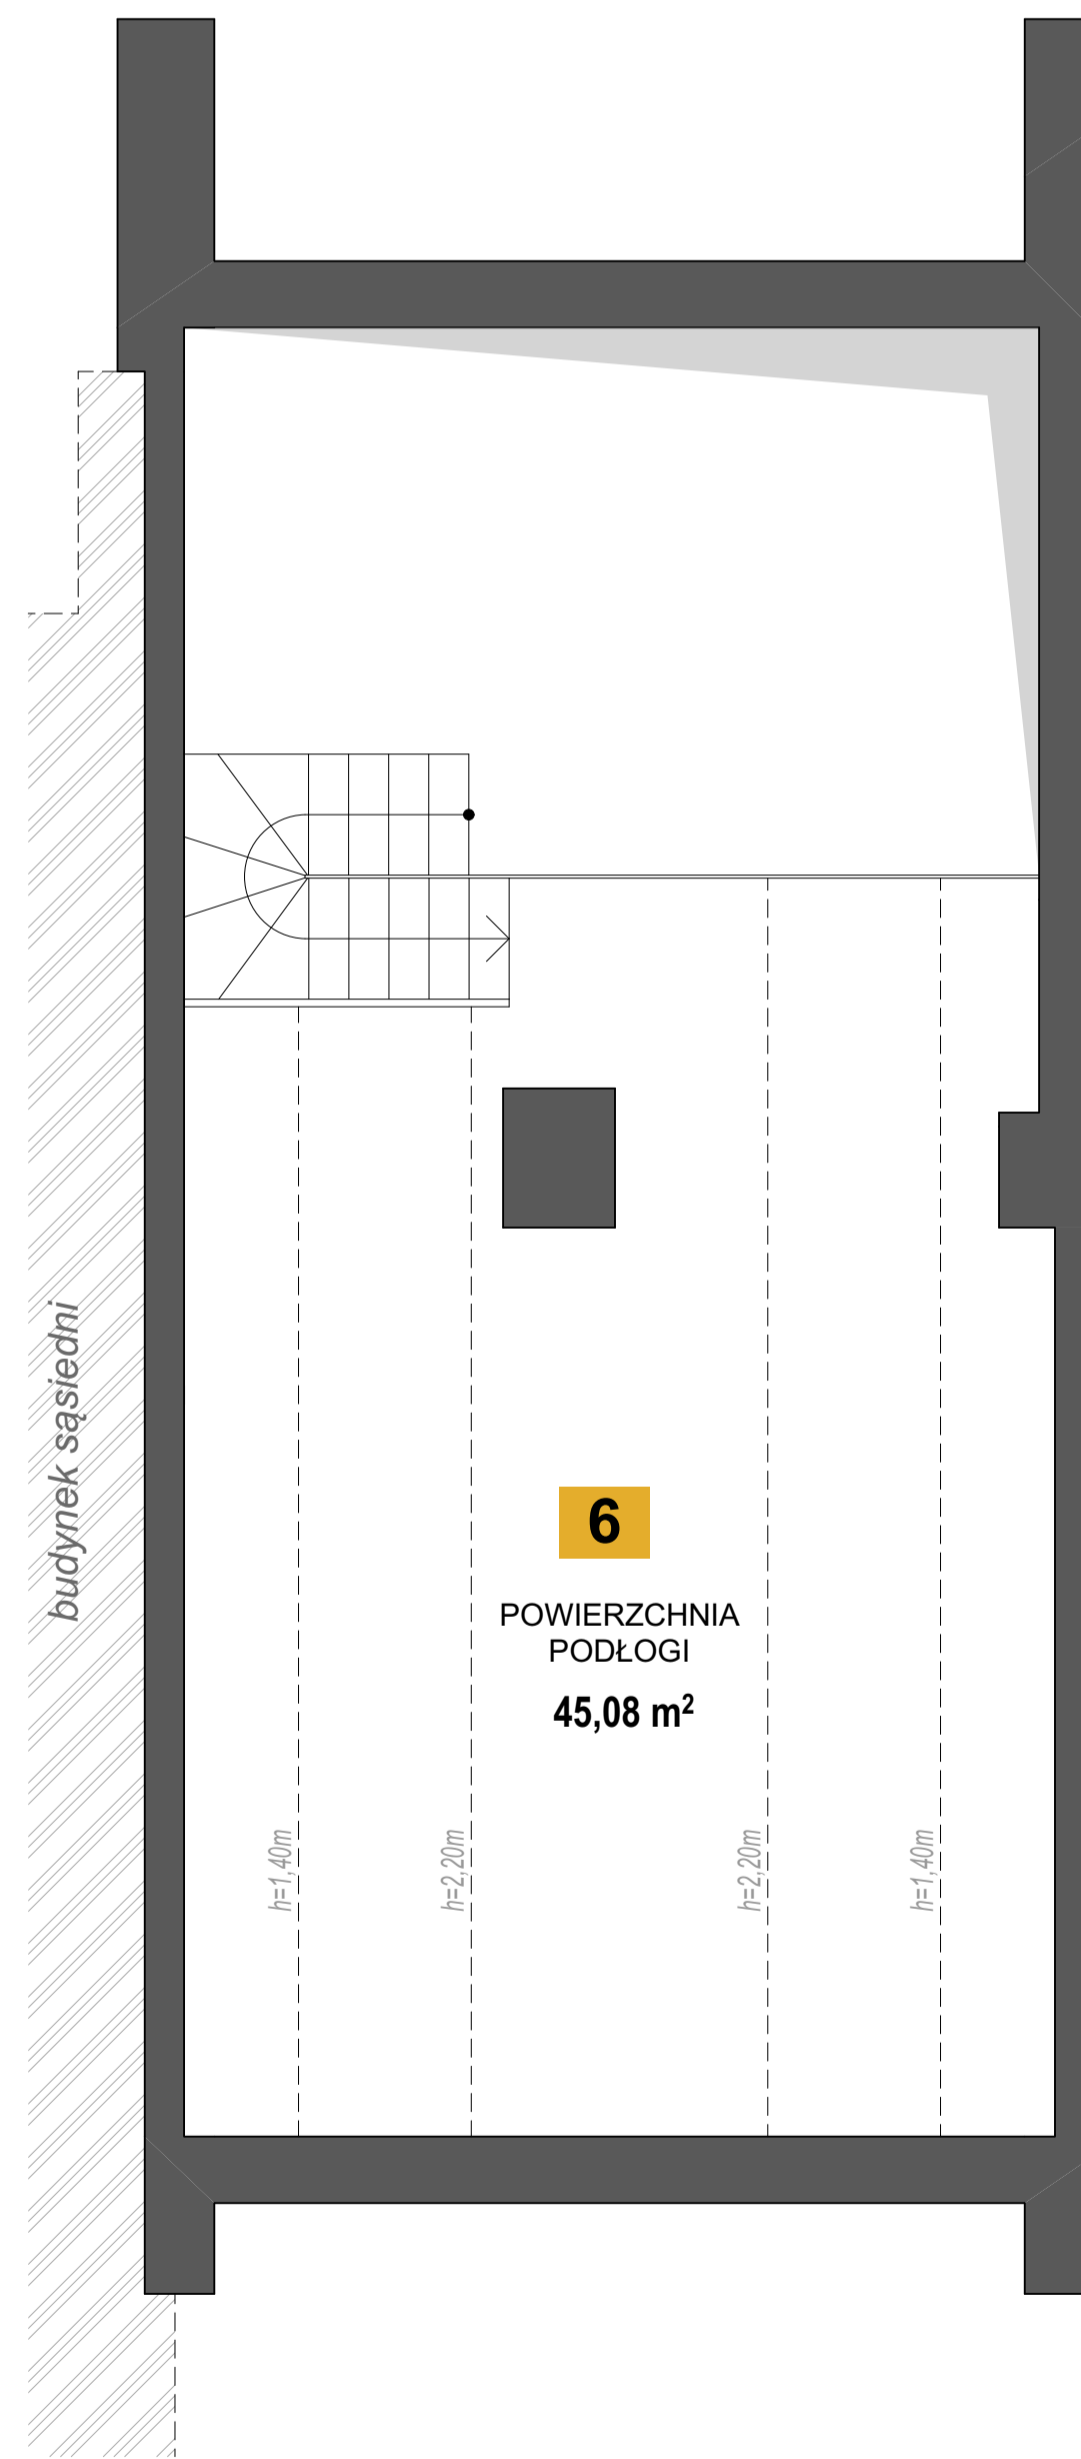 budynek sąsiedni
6
POWIERZCHNIA
PODŁOGI
45,08 m²
h=1,40m
h=2,20m
h=2,20m
h=1,40m